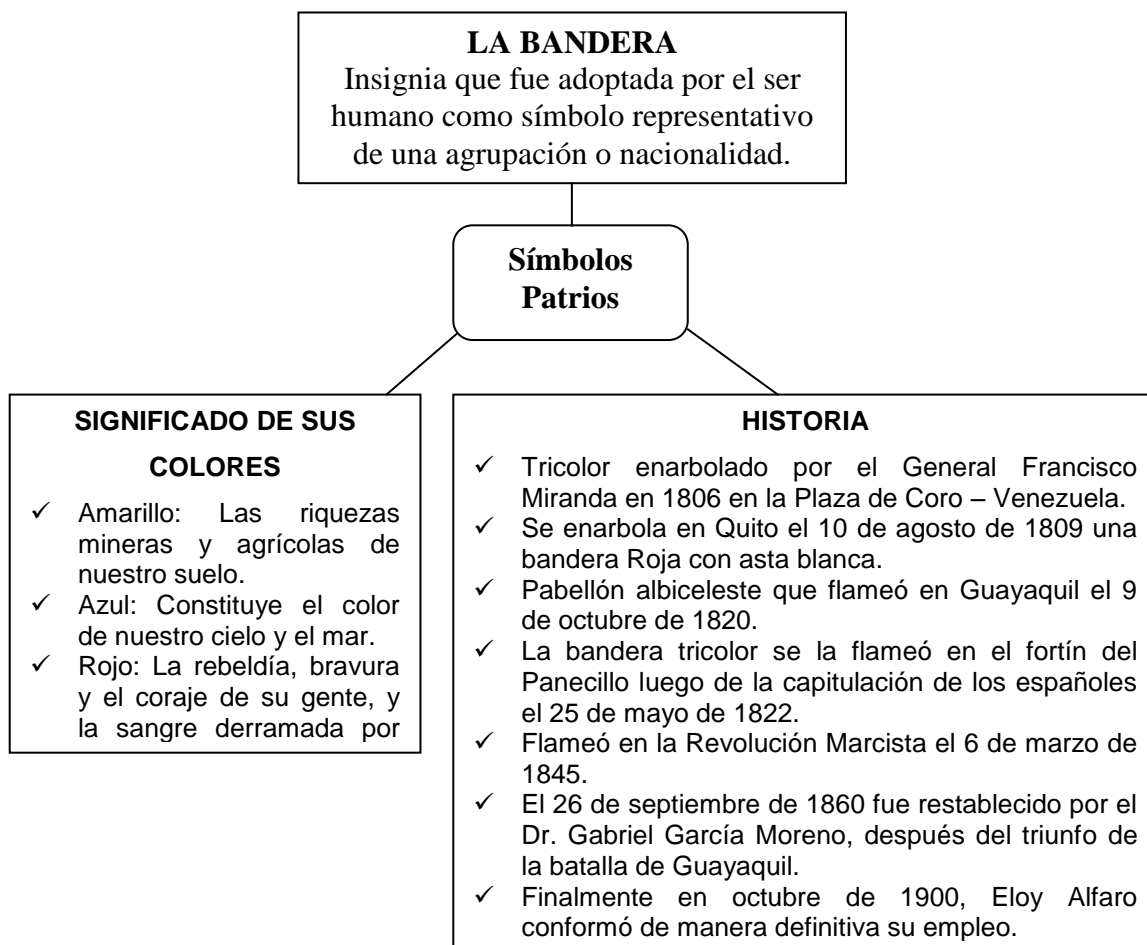 LA BANDERA
Insignia que fue adoptada por el ser
humano como símbolo representativo
de una agrupación o nacionalidad.
Símbolos
Patrios
SIGNIFICADO DE SUS
COLORES
✓ Amarillo: Las riquezas
mineras y agrícolas de
nuestro suelo.
✓ Azul: Constituye el color
de nuestro cielo y el mar.
✓ Rojo: La rebeldía, bravura
y el coraje de su gente, y
la sangre derramada por
HISTORIA
✓ Tricolor enarbolado por el General Francisco
Miranda en 1806 en la Plaza de Coro – Venezuela.
✓ Se enarbola en Quito el 10 de agosto de 1809 una
bandera Roja con asta blanca.
✓ Pabellón albiceleste que flameó en Guayaquil el 9
de octubre de 1820.
✓ La bandera tricolor se la flameó en el fortín del
Panecillo luego de la capitulación de los españoles
el 25 de mayo de 1822.
✓ Flameó en la Revolución Marcista el 6 de marzo de
1845.
✓ El 26 de septiembre de 1860 fue restablecido por el
Dr. Gabriel García Moreno, después del triunfo de
la batalla de Guayaquil.
✓ Finalmente en octubre de 1900, Eloy Alfaro
conformó de manera definitiva su empleo.